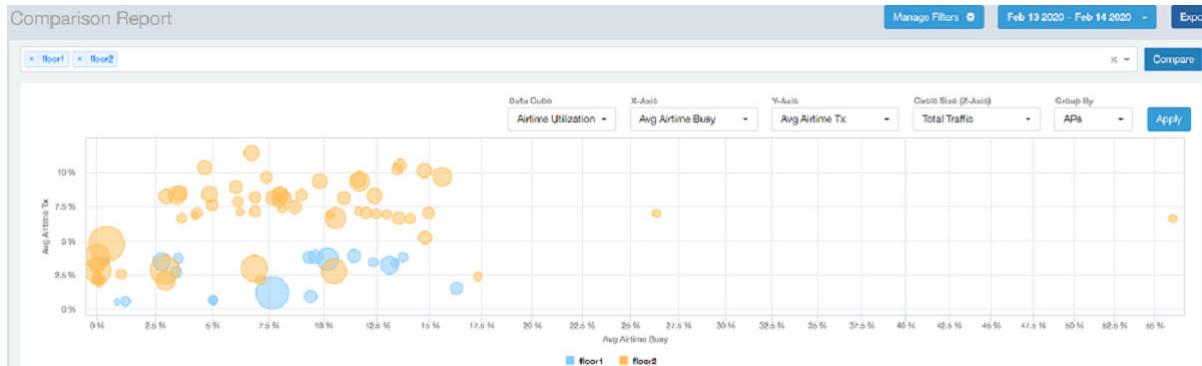 Comparison Report
Manage Filters
Feb 13 2020 - Feb 14 2020
Expo
× floor1 × floor2
×
Compare
Data Cube X-Axis Y-Axis Circle Size (Z-Axis) Group By
Airtime Utilization Avg Airtime Busy Avg Airtime Tx Total Traffic APs Apply
Avg Airtime Tx
10 %
7.5 %
5 %
2.5 %
0 %
0 % 2.5 % 5 % 7.5 % 10 % 12.5 % 15 % 17.5 % 20 % 22.5 % 25 % 27.5 % 30 % 32.5 % 35 % 37.5 % 40 % 42.5 % 45 % 47.5 % 50 % 52.5 % 55 %
Avg Airtime Busy
floor1 floor2